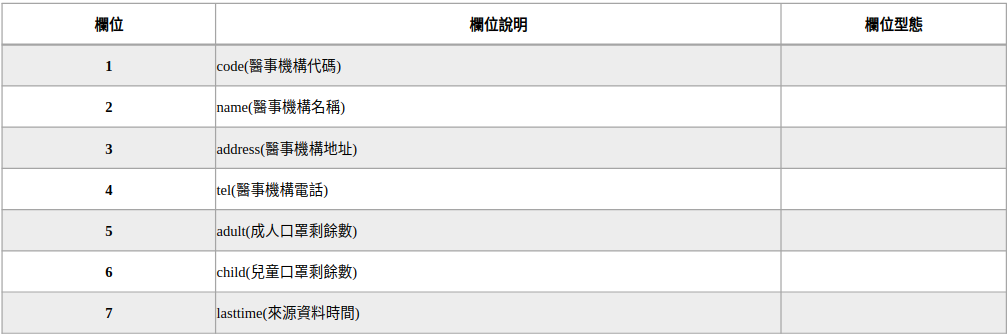 欄位 欄位說明 欄位型態
1 code(醫事機構代碼)
2 name(醫事機構名稱)
3 address(醫事機構地址)
4 tel(醫事機構電話)
5 adult(成人口罩剩餘數)
6 child(兒童口罩剩餘數)
7 lasttime(來源資料時間)